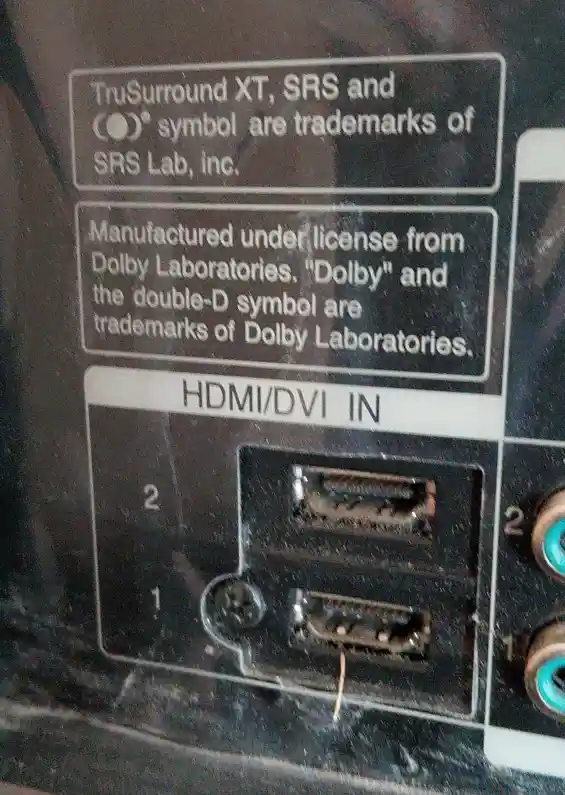 TruSurround XT, SRS and
(●)® symbol are trademarks of
SRS Lab, inc.
Manufactured under license from
Dolby Laboratories. "Dolby" and
the double-D symbol are
trademarks of Dolby Laboratories.
HDMI/DVI IN
2
2
1
1